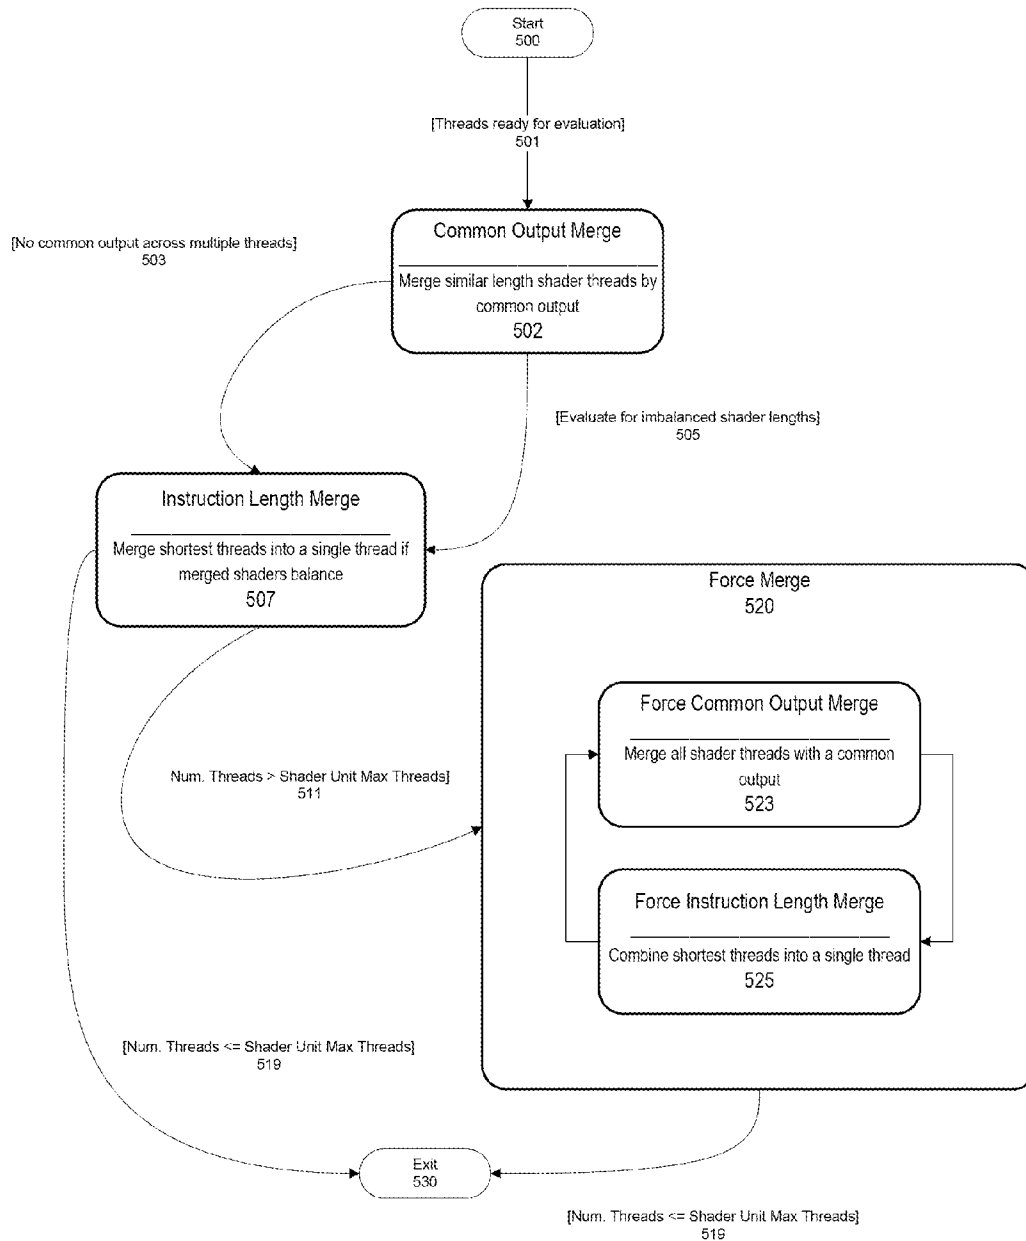 Start
500
[Threads ready for evaluation]
501
Common Output Merge
Merge similar length shader threads by
common output
502
[No common output across multiple threads]
503
[Evaluate for imbalanced shader lengths]
505
Instruction Length Merge
Merge shortest threads into a single thread if
merged shaders balance
507
Force Merge
520
Force Common Output Merge
Merge all shader threads with a common
output
523
Num. Threads > Shader Unit Max Threads]
511
Force Instruction Length Merge
Combine shortest threads into a single thread
525
[Num. Threads <= Shader Unit Max Threads]
519
Exit
530
[Num. Threads <= Shader Unit Max Threads]
519